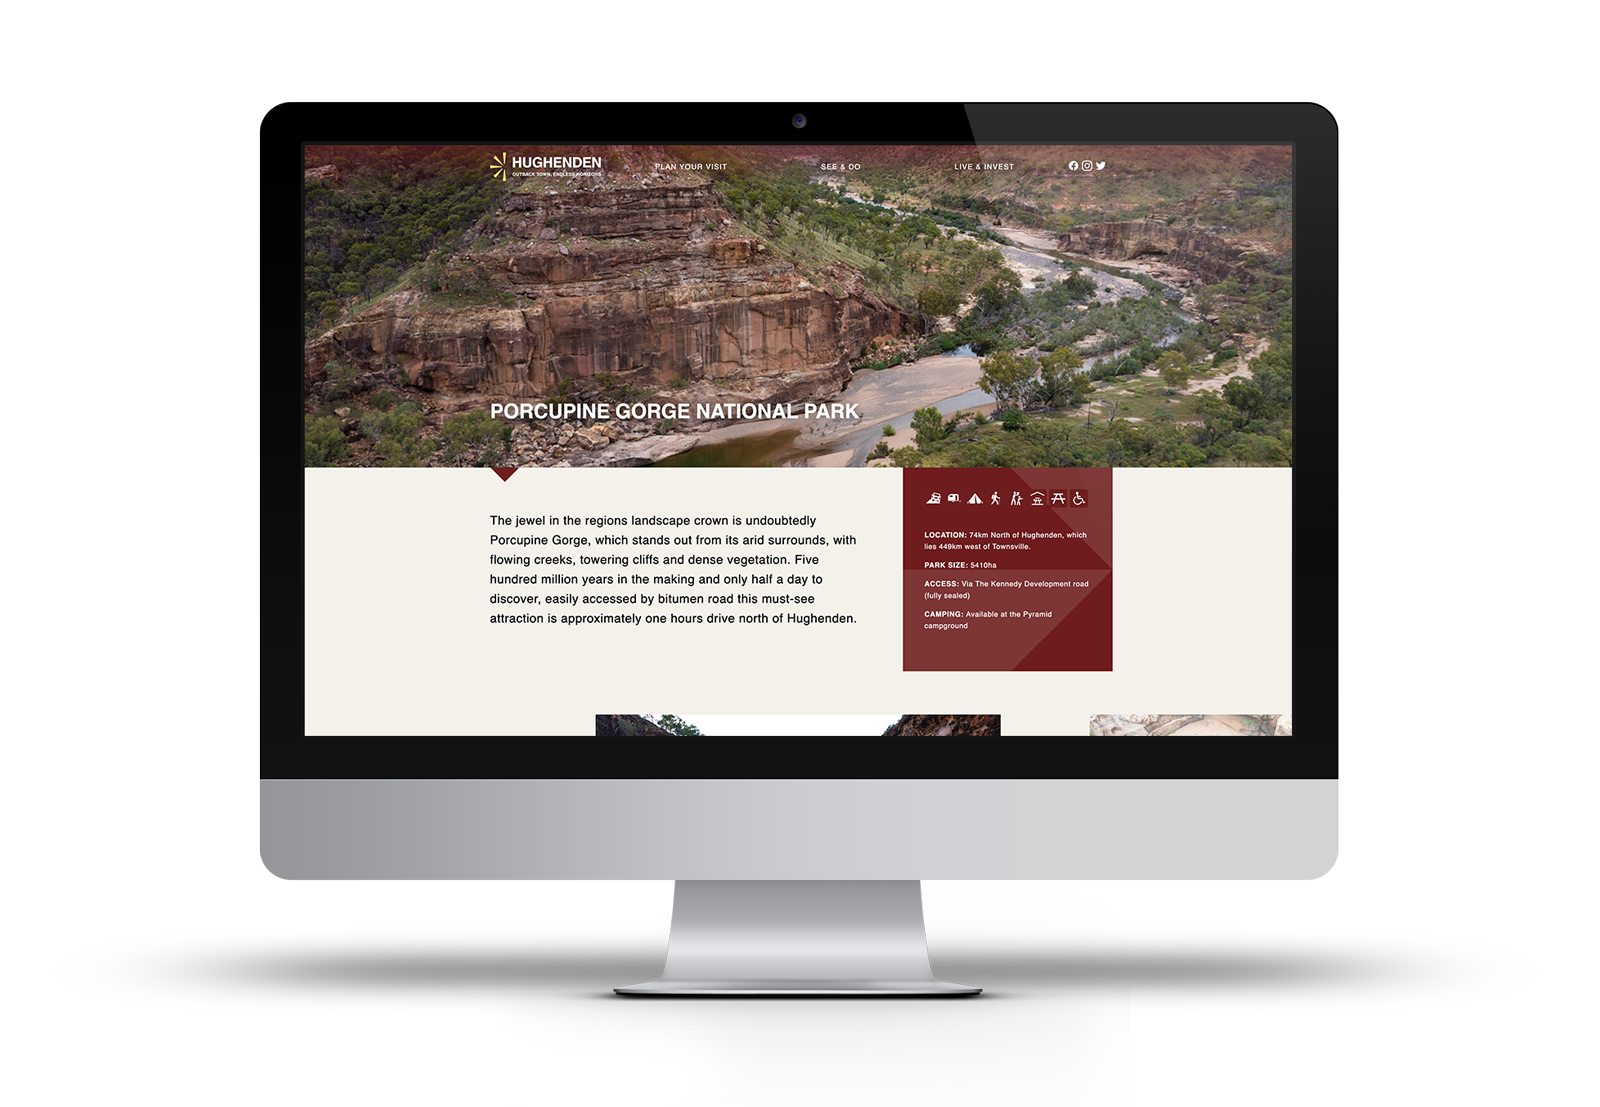 HUGHENDEN
OUTBACK TOWN, ENDLESS HORIZONS
PLAN YOUR VISIT
SEE & DO
LIVE & INVEST
PORCUPINE GORGE NATIONAL PARK
The jewel in the regions landscape crown is undoubtedly
Porcupine Gorge, which stands out from its arid surrounds, with
flowing creeks, towering cliffs and dense vegetation. Five
hundred million years in the making and only half a day to
discover, easily accessed by bitumen road this must-see
attraction is approximately one hours drive north of Hughenden.
LOCATION: 74km North of Hughenden, which
lies 449km west of Townsville.
PARK SIZE: 5410ha
ACCESS: Via The Kennedy Development road
(fully sealed)
CAMPING: Available at the Pyramid
campground